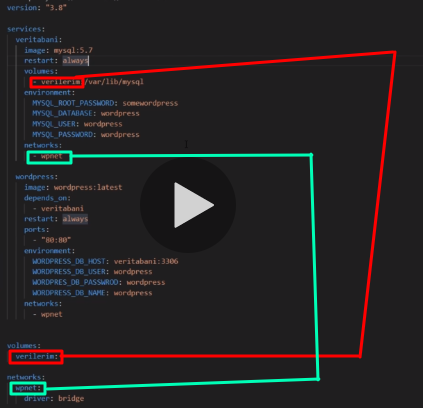 version: "3.8"
services:
veritabani:
image: mysql:5.7
restart: always
volumes:
- verilerim:/var/lib/mysql
environment:
MYSQL_ROOT_PASSWORD: somewordpress
MYSQL_DATABASE: wordpress
MYSQL_USER: wordpress
MYSQL_PASSWORD: wordpress
networks:
- wpnet
wordpress:
image: wordpress:latest
depends_on:
- veritabani
restart: always
ports:
- "80:80"
environment:
WORDPRESS_DB_HOST: veritabani:3306
WORDPRESS_DB_USER: wordpress
WORDPRESS_DB_PASSWROD: wordpress
WORDPRESS_DB_NAME: wordpress
networks:
- wpnet
volumes:
verilerim:
networks:
wpnet:
driver: bridge